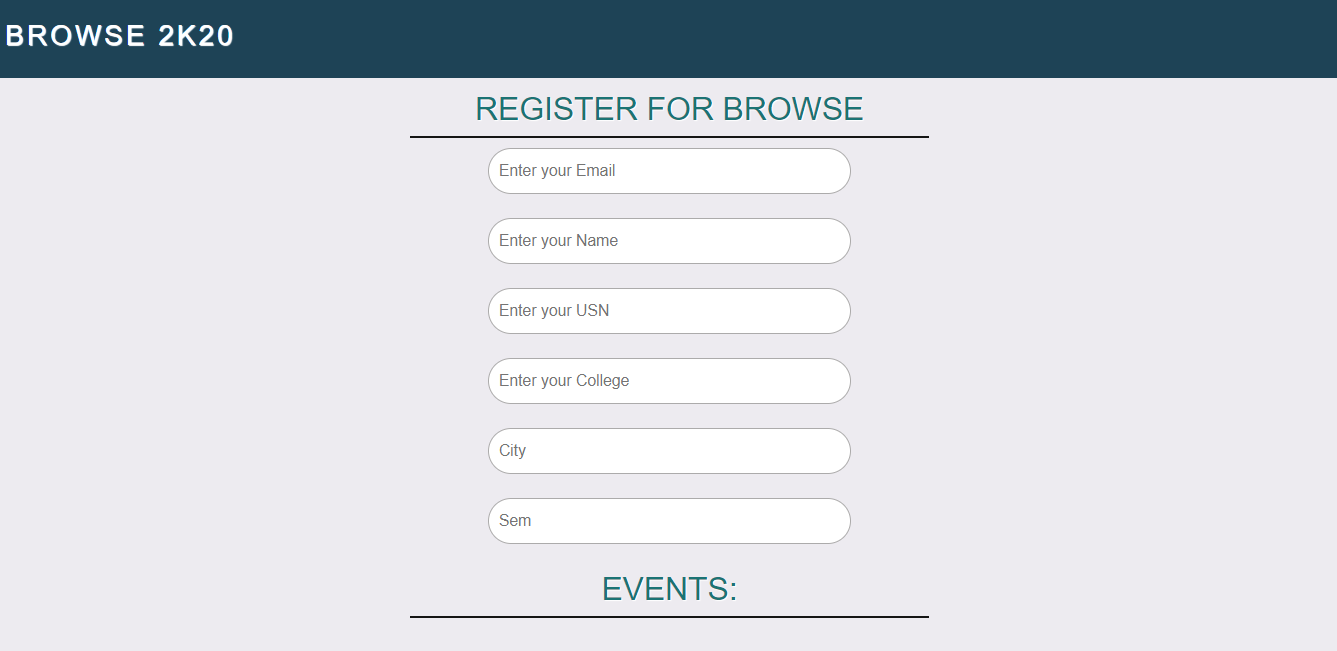 BROWSE 2K20
REGISTER FOR BROWSE
Enter your Email
Enter your Name
Enter your USN
Enter your College
City
Sem
EVENTS: